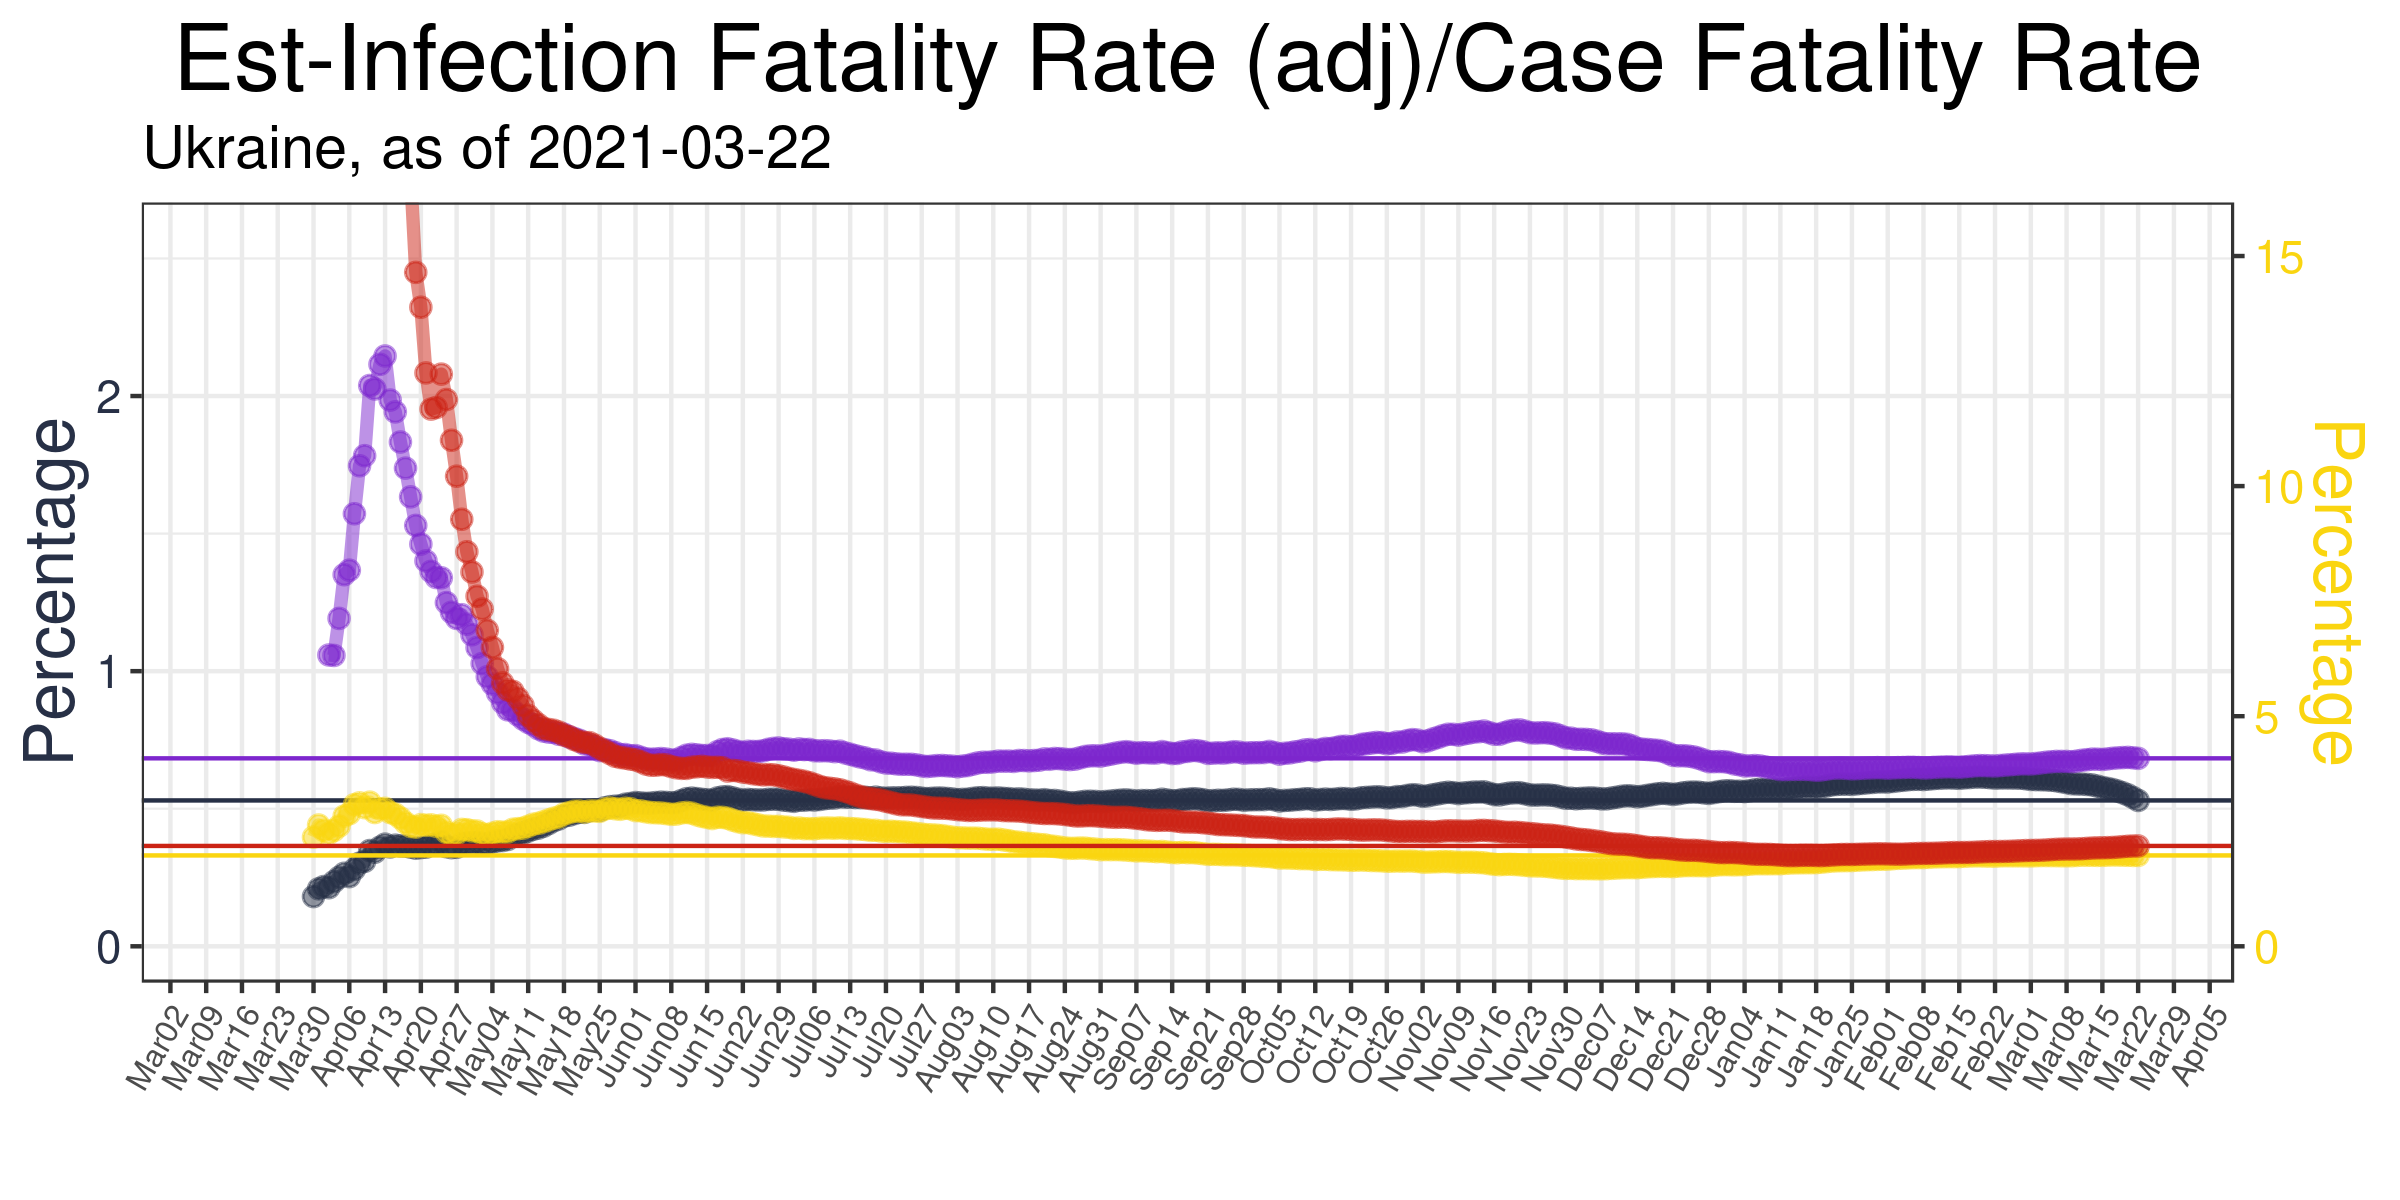 Est-Infection Fatality Rate (adj)/Case Fatality Rate
Ukraine, as of 2021-03-22
Percentage
2
1
0
15
10
5
0
Percentage
Mar02
Mar09
Mar16
Mar23
Mar30
Apr06
Apr13
Apr20
Apr27
May04
May11
May18
May25
Jun01
Jun08
Jun15
Jun22
Jun29
Jul06
Jul13
Jul20
Jul27
Aug03
Aug10
Aug17
Aug24
Aug31
Sep07
Sep14
Sep21
Sep28
Oct05
Oct12
Oct19
Oct26
Nov02
Nov09
Nov16
Nov23
Nov30
Dec07
Dec14
Dec21
Dec28
Jan04
Jan11
Jan18
Jan25
Feb01
Feb08
Feb15
Feb22
Mar01
Mar08
Mar15
Mar22
Mar29
Apr05